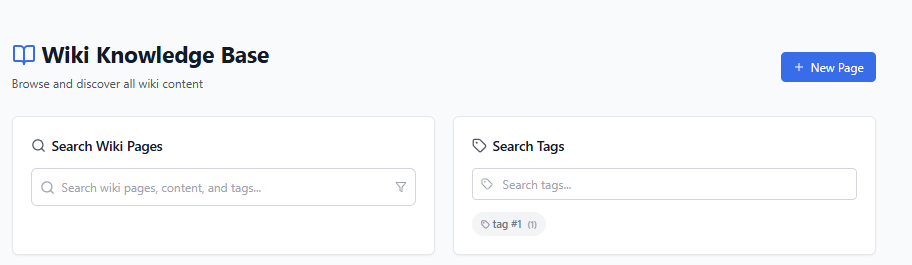 Wiki Knowledge Base
Browse and discover all wiki content
+ New Page
Search Wiki Pages
Search wiki pages, content, and tags...
Search Tags
Search tags...
tag #1 (1)